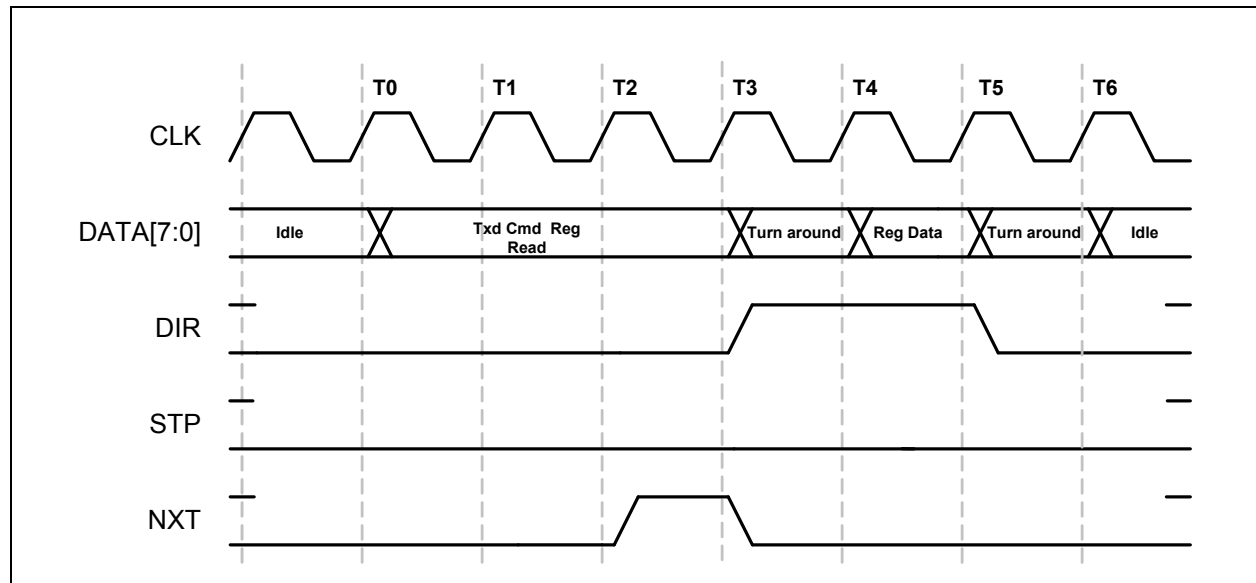 T0 T1 T2 T3 T4 T5 T6
CLK
DATA[7:0] Idle Txd Cmd Reg Turn around Reg Data Turn around Idle
Read
DIR
STP
NXT